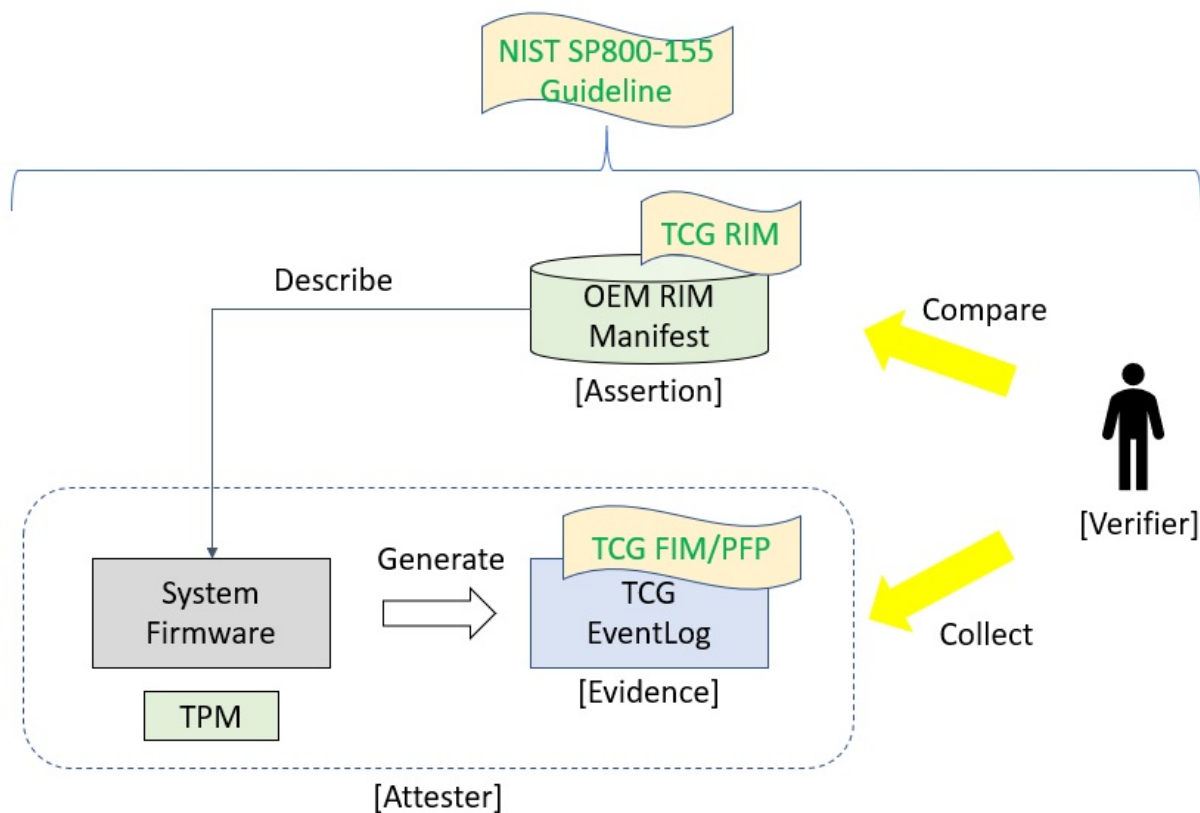 NIST SP800-155
Guideline
TCG RIM
Describe
OEM RIM
Manifest
Compare
[Assertion]
[Verifier]
TCG FIM/PFP
Generate
System
Firmware
TCG
EventLog
Collect
[Evidence]
TPM
[Attester]